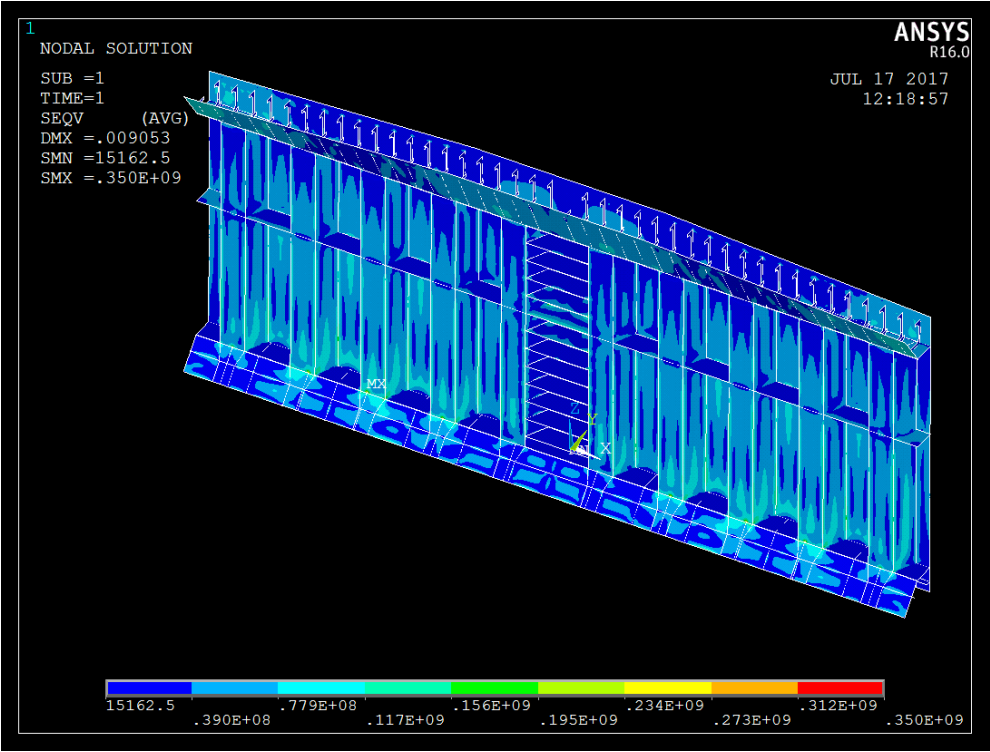 1
ANSYS
R16.0
NODAL SOLUTION
JUL 17 2017
12:18:57
SUB =1
TIME=1
SEQV (AVG)
DMX =.009053
SMN =15162.5
SMX =.350E+09
MX
Z
Y
X
15162.5 .779E+08 .156E+09 .234E+09 .312E+09
.390E+08 .117E+09 .195E+09 .273E+09 .350E+09